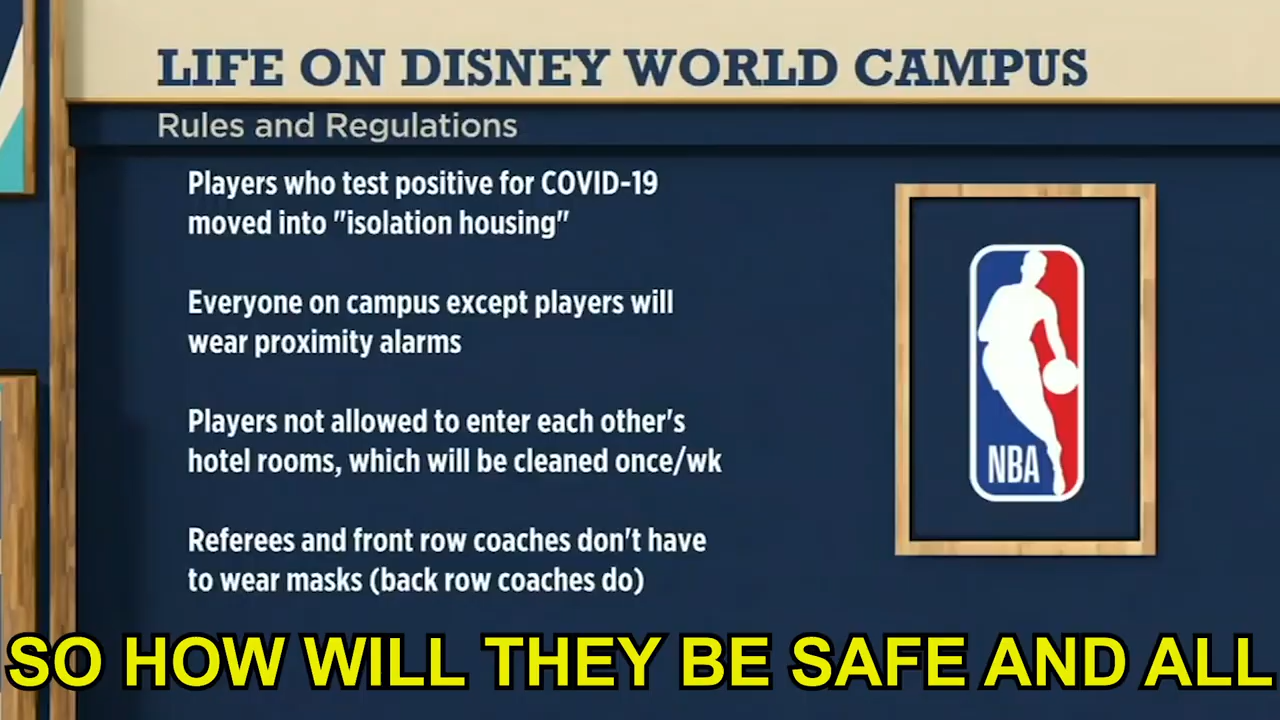 LIFE ON DISNEY WORLD CAMPUS
Rules and Regulations
Players who test positive for COVID-19
moved into "isolation housing"
Everyone on campus except players will
wear proximity alarms
Players not allowed to enter each other's
hotel rooms, which will be cleaned once/wk
Referees and front row coaches don't have
to wear masks (back row coaches do)
NBA
SO HOW WILL THEY BE SAFE AND ALL